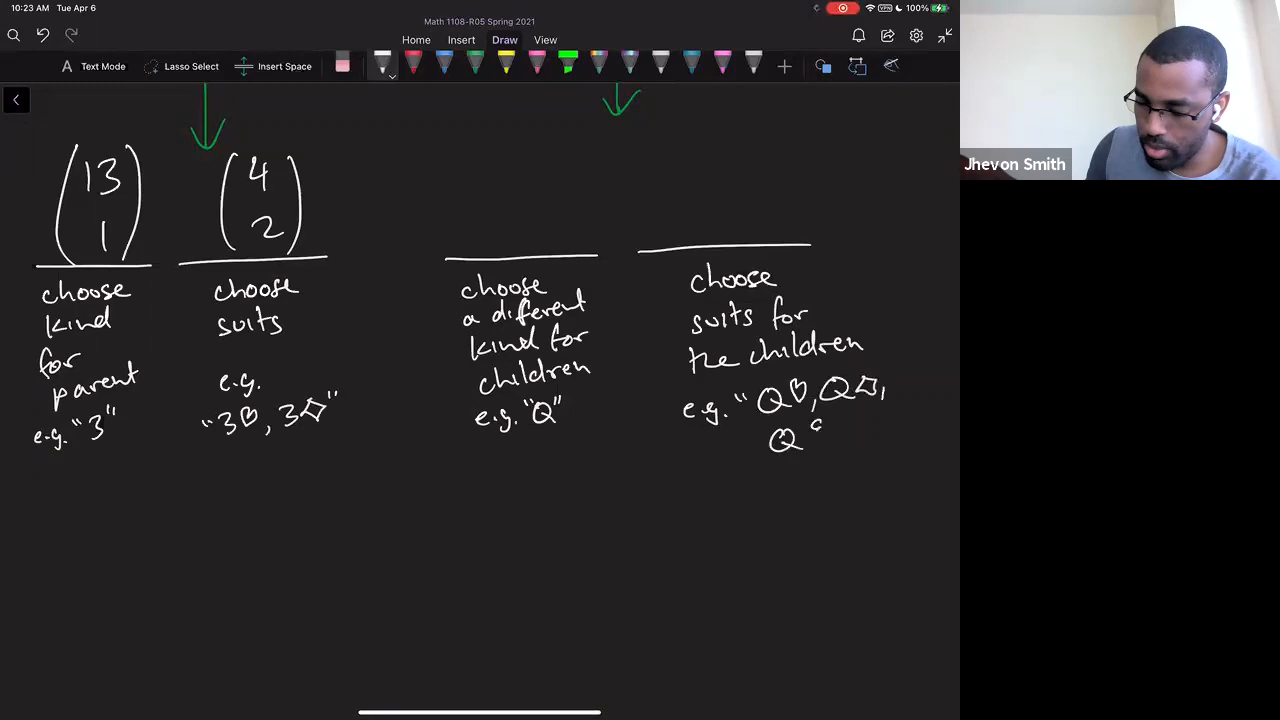 10:23 AM Tue Apr 6
VPN 100%
Math 1108-R05 Spring 2021
Home Insert Draw View
Text Mode Lasso Select Insert Space
Jhevon Smith
(13 1) (4 2)
choose kind for parent e.g. "3"
choose suits e.g. "3♡, 3♢"
choose a different kind for children e.g. "Q"
choose suits for the children e.g. "Q♡, Q♢, Q